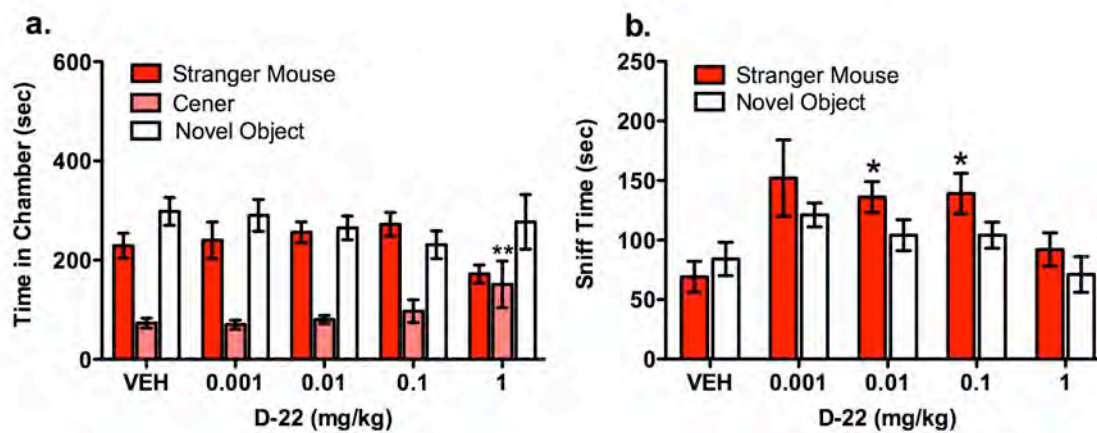 a.
Time in Chamber (sec)
600
400
200
0
Stranger Mouse
Cener
Novel Object
**
VEH 0.001 0.01 0.1 1
D-22 (mg/kg)
b.
Sniff Time (sec)
250
200
150
100
50
0
Stranger Mouse
Novel Object
* *
VEH 0.001 0.01 0.1 1
D-22 (mg/kg)